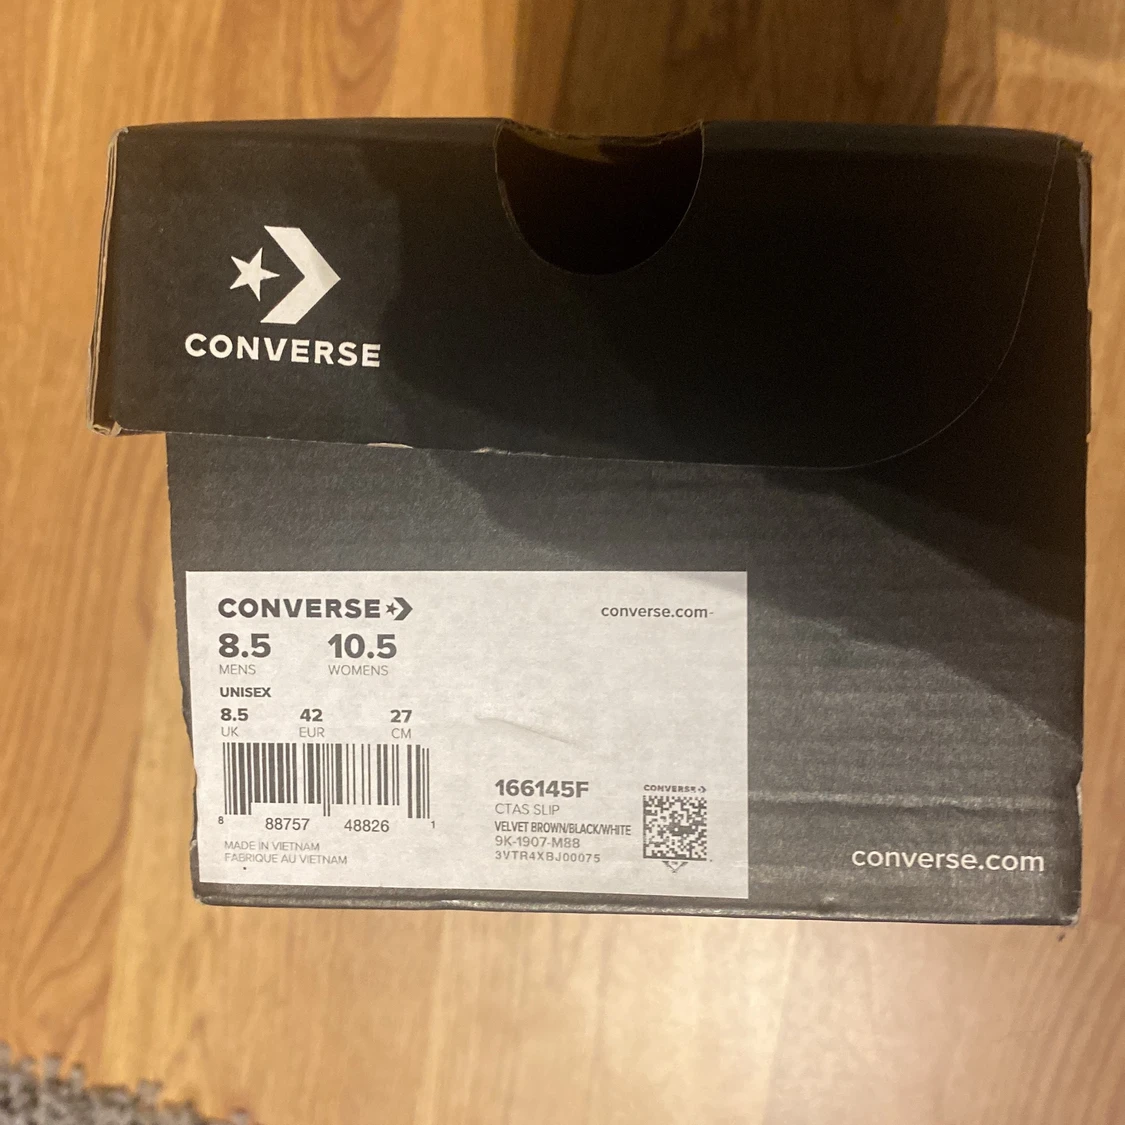 CONVERSE
CONVERSE
converse.com
8.5 10.5
MENS WOMENS
UNISEX
8.5 42 27
UK EUR CM
8 88757 48826 1
MADE IN VIETNAM
FABRIQUE AU VIETNAM
166145F
CTAS SLIP
VELVET BROWN/BLACK/WHITE
9K-1907-M88
3VTR4XBJ00075
CONVERSE
converse.com